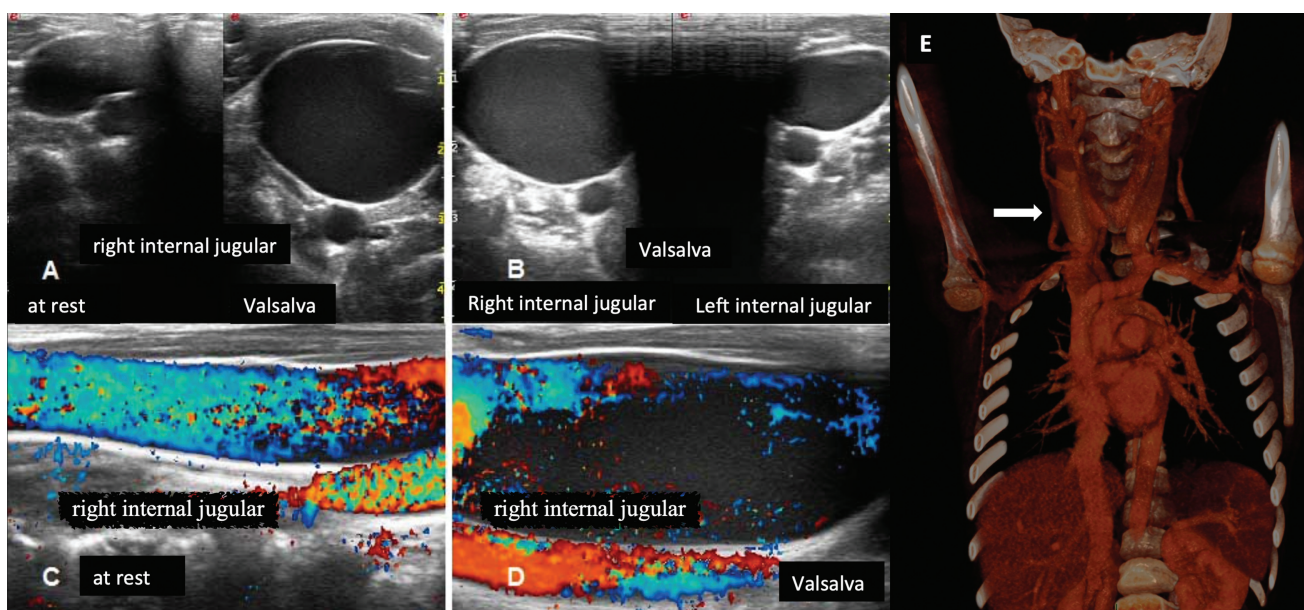 right internal jugular
A
at rest
Valsalva
B
Valsalva
Right internal jugular
Left internal jugular
right internal jugular
C
at rest
right internal jugular
D
Valsalva
E